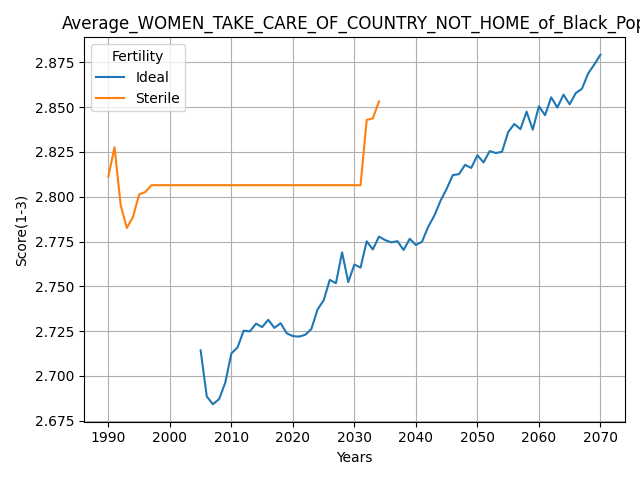 Average_WOMEN_TAKE_CARE_OF_COUNTRY_NOT_HOME_of_Black_Pop
Fertility
Ideal
Sterile
2.875
2.850
2.825
2.800
2.775
2.750
2.725
2.700
2.675
Score(1-3)
1990 2000 2010 2020 2030 2040 2050 2060 2070
Years